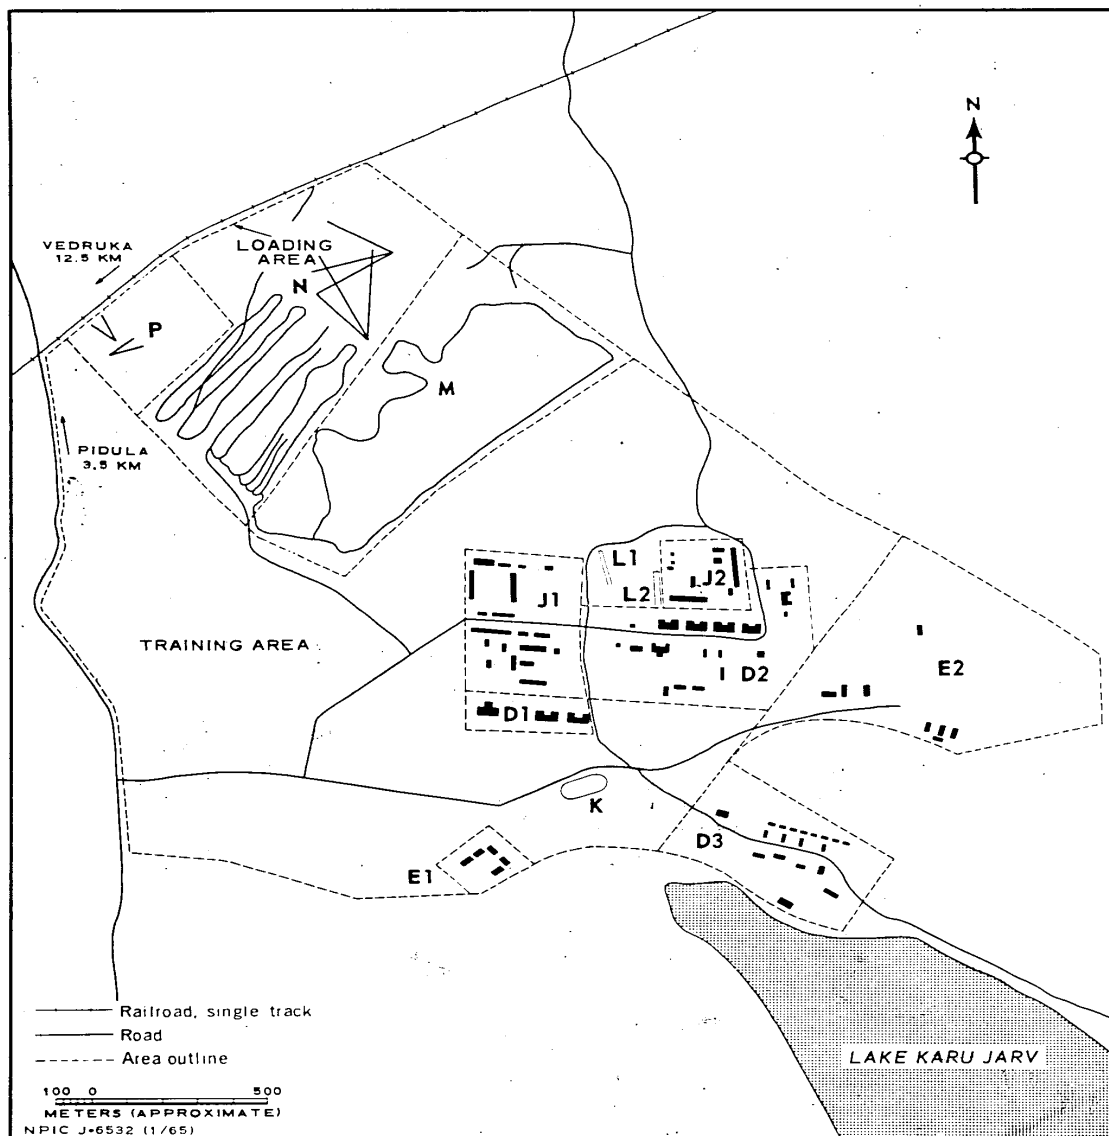 N
VEDRUKA
12.5 KM
LOADING
AREA
N
P
M
PIDULA
3.5 KM
L1
L2
J2
J1
TRAINING AREA
D2
E2
D1
K
D3
E1
Railroad, single track
Road
Area outline
LAKE KARU JARV
100 0 500
METERS (APPROXIMATE)
NPIC J-6532 (1/65)